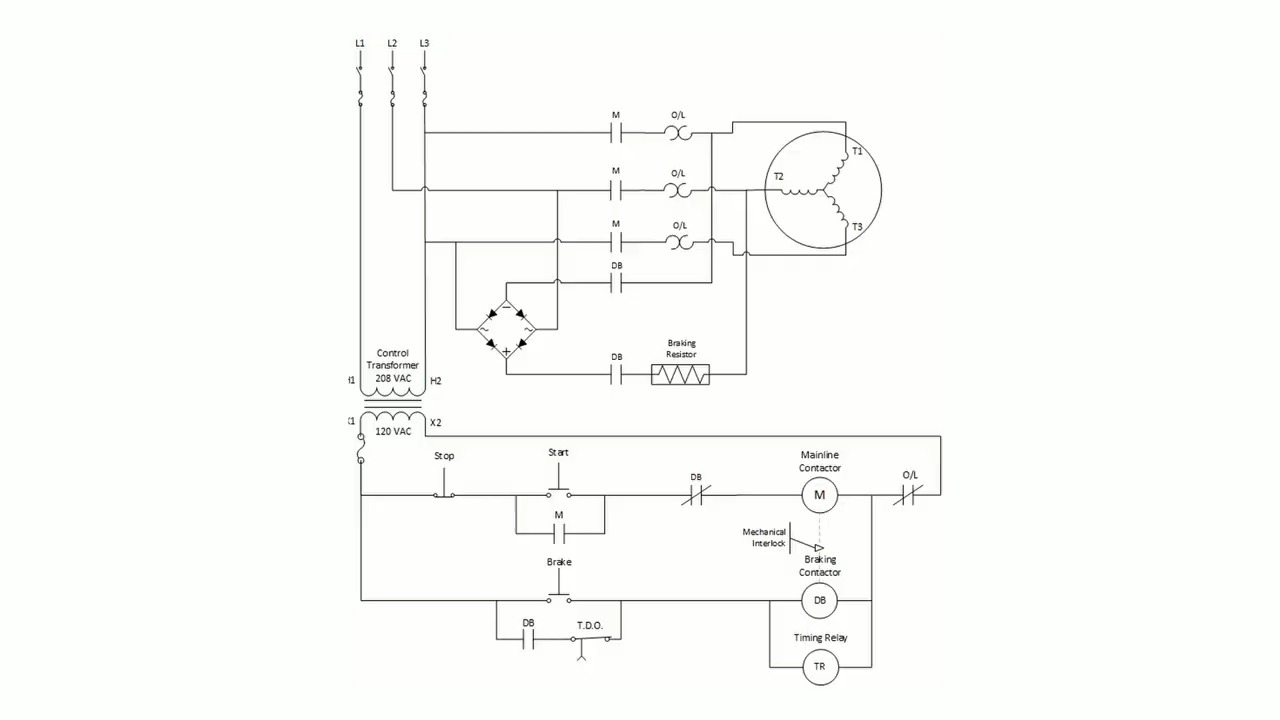 L1 L2 L3
M O/L
T1
M O/L
T2
M O/L
T3
DB
−
~ ~
+
DB
Braking
Resistor
Control
Transformer
208 VAC
H1 H2
X1 X2
120 VAC
Stop
Start
M
DB
Mainline
Contactor
M
O/L
Mechanical
Interlock
Brake
Braking
Contactor
DB
DB
T.D.O.
Timing Relay
TR